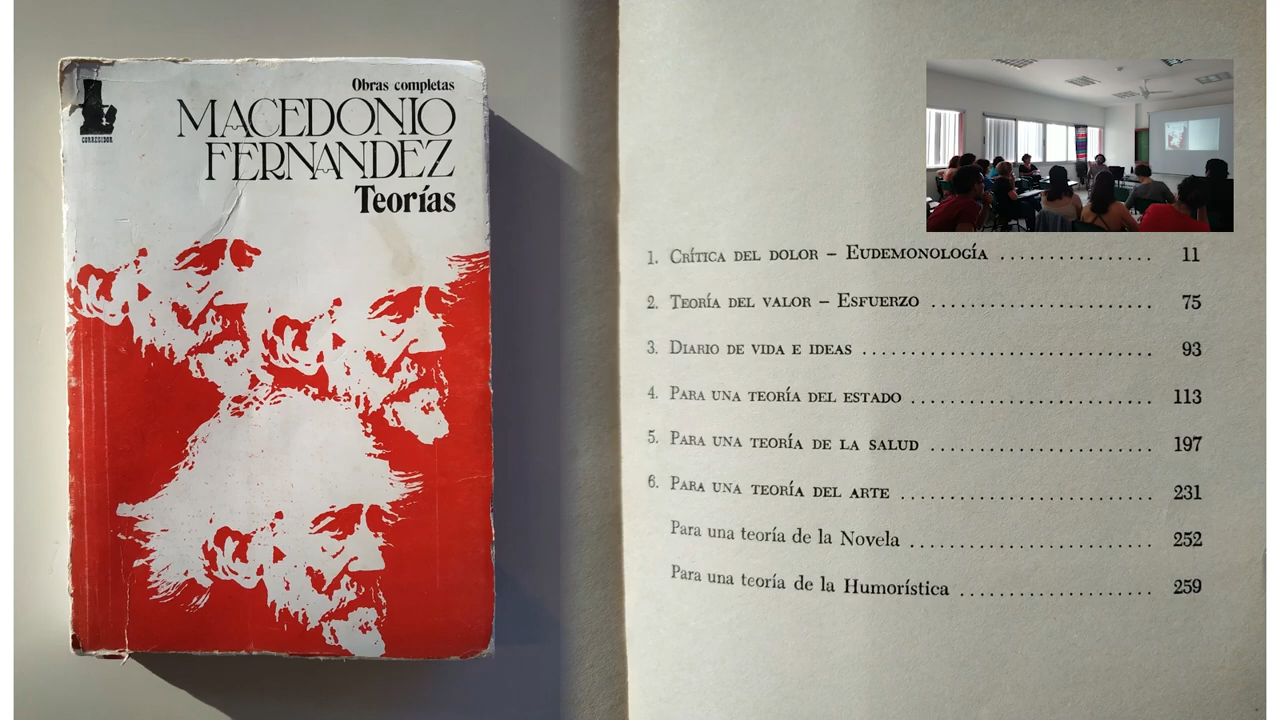 Obras completas
MACEDONIO
FERNANDEZ
Teorías
CORREGIDOR
1. Crítica del dolor – Eudemonología ................ 11
2. Teoría del valor – Esfuerzo .................. 75
3. Diario de vida e ideas ....................... 93
4. Para una teoría del estado ................... 113
5. Para una teoría de la salud .................. 197
6. Para una teoría del arte .................... 231
Para una teoría de la Novela ................... 252
Para una teoría de la Humorística ............... 259